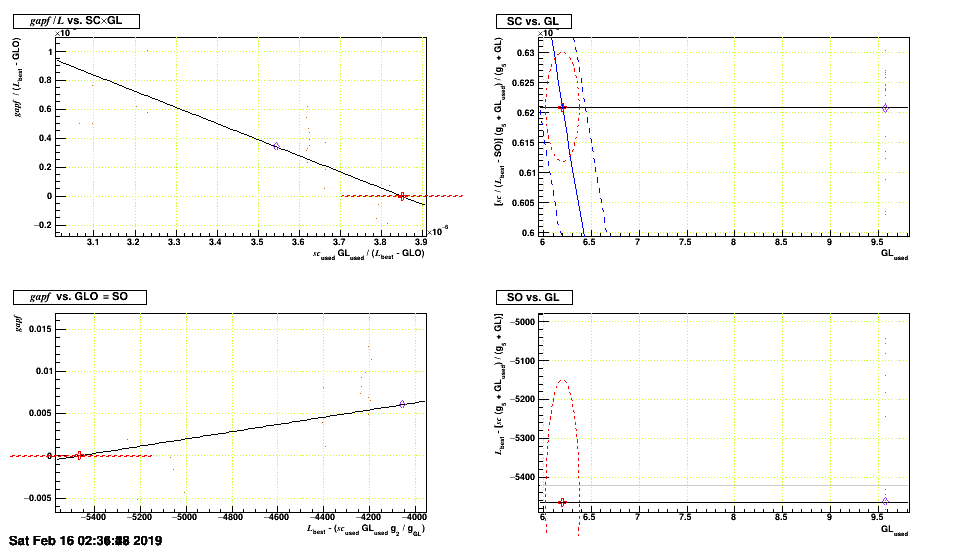 gapf / L vs. SC×GL
×10
gapf / (L_best - GLO)
1
0.8
0.6
0.4
0.2
0
−0.2
3.1 3.2 3.3 3.4 3.5 3.6 3.7 3.8 3.9
×10^-6
sc_used GL_used / (L_best - GLO)
SC vs. GL
×10
[sc / (L_best - SO)] (g_5 + GL_used) / (g_5 + GL)
0.63
0.625
0.62
0.615
0.61
0.605
0.6
6 6.5 7 7.5 8 8.5 9 9.5
GL_used
gapf vs. GLO = SO
gapf
0.015
0.01
0.005
0
−0.005
−5400 −5200 −5000 −4800 −4600 −4400 −4200 −4000
L_best - (sc_used GL_used g_2 / g_GL)
SO vs. GL
L_best - [sc (g_5 + GL_used) / (g_5 + GL)]
−5000
−5100
−5200
−5300
−5400
6 6.5 7 7.5 8 8.5 9 9.5
GL_used
Sat Feb 16 2019